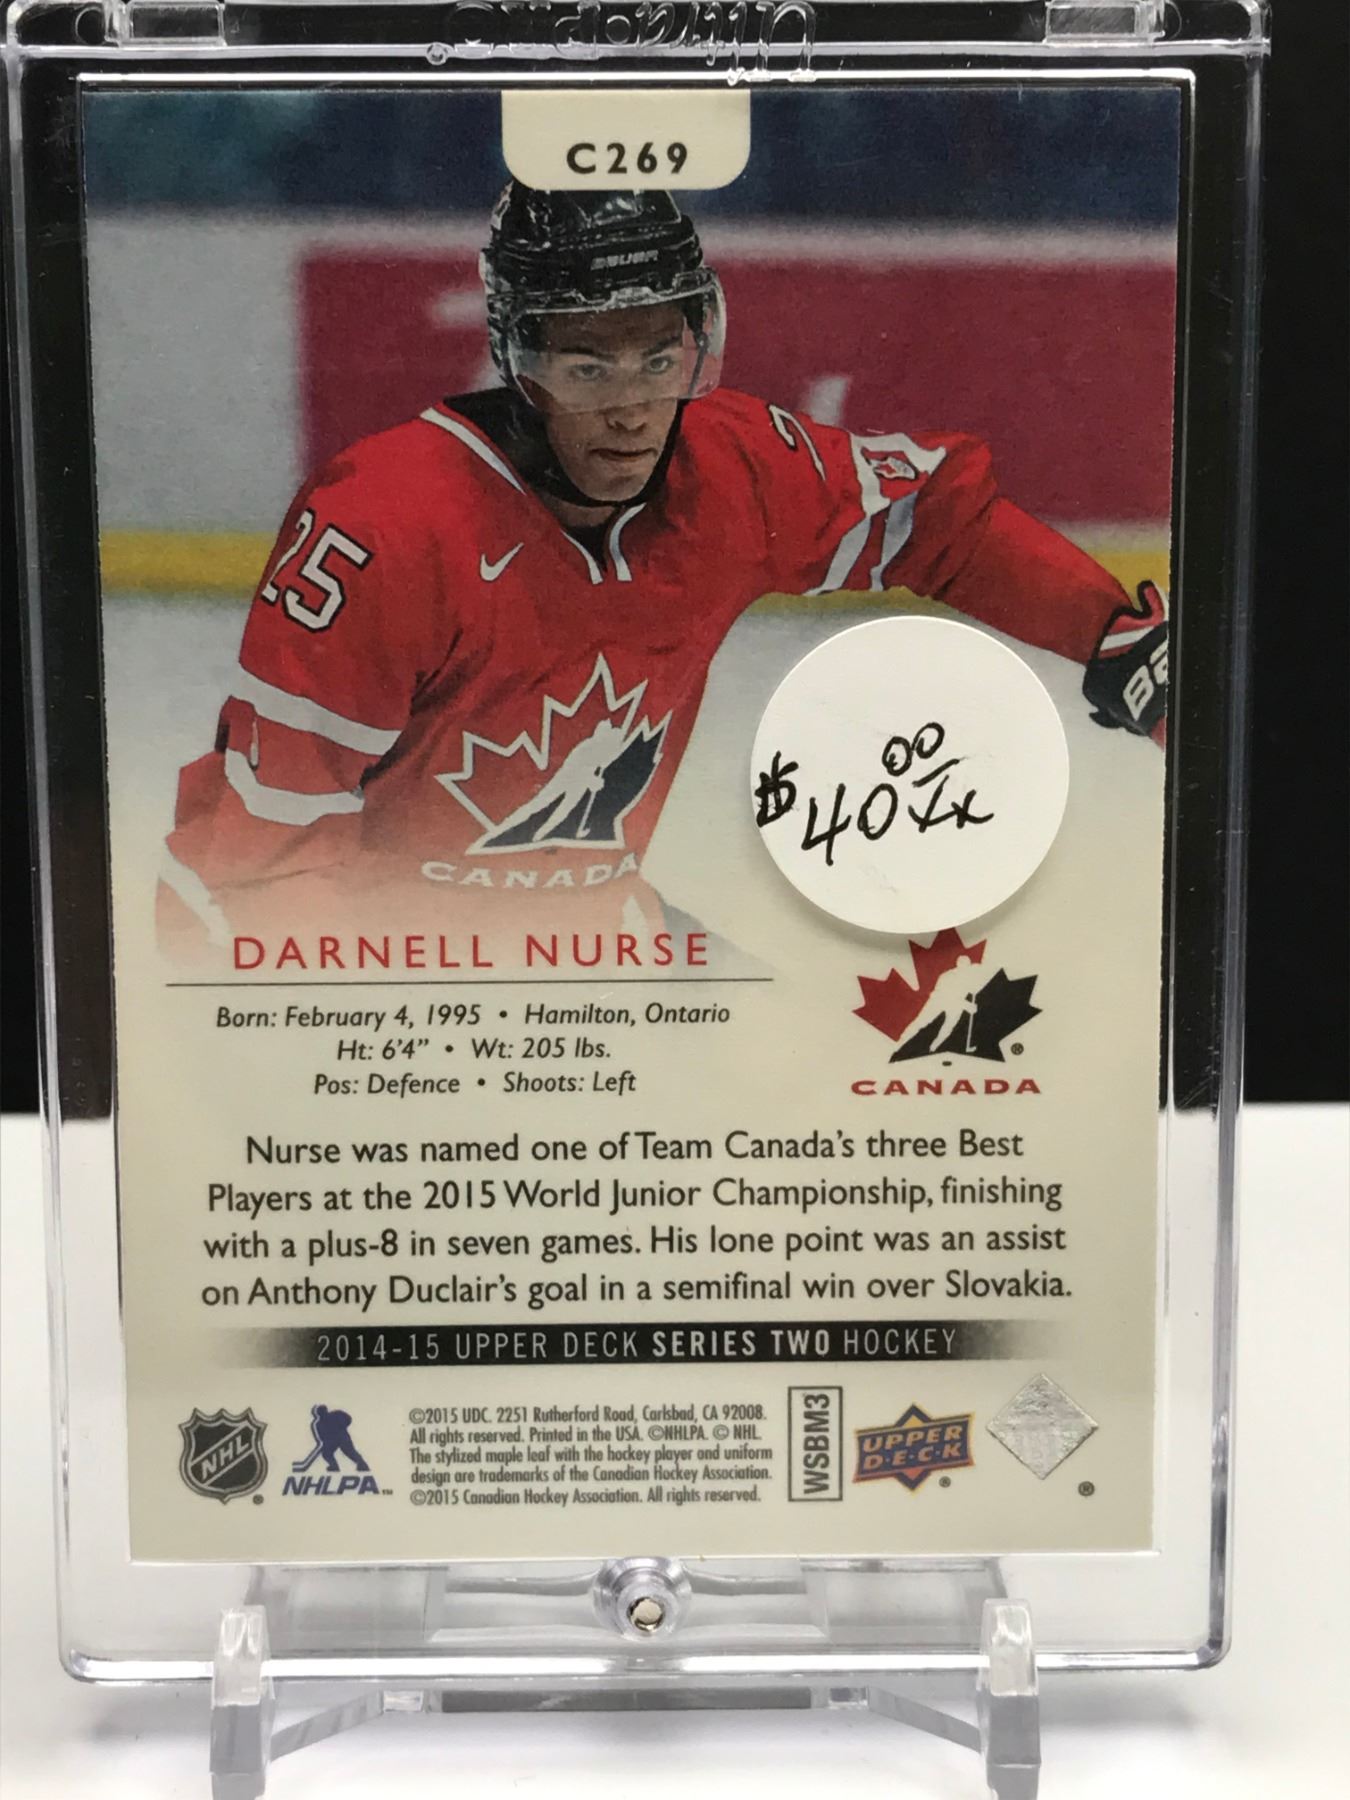 ultra·pro.
C269
BAUER
25
2
CANADA
$40 00
DARNELL NURSE
Born: February 4, 1995 • Hamilton, Ontario
Ht: 6'4" • Wt: 205 lbs.
Pos: Defence • Shoots: Left
®
CANADA
Nurse was named one of Team Canada's three Best
Players at the 2015 World Junior Championship, finishing
with a plus-8 in seven games. His lone point was an assist
on Anthony Duclair's goal in a semifinal win over Slovakia.
2014-15 UPPER DECK SERIES TWO HOCKEY
NHL ®
NHLPA™
©2015 UDC. 2251 Rutherford Road, Carlsbad, CA 92008.
All rights reserved. Printed in the USA. ©NHLPA. © NHL.
The stylized maple leaf with the hockey player and uniform
design are trademarks of the Canadian Hockey Association.
©2015 Canadian Hockey Association. All rights reserved.
WSBM3
UPPER
D·E·C·K
®
®